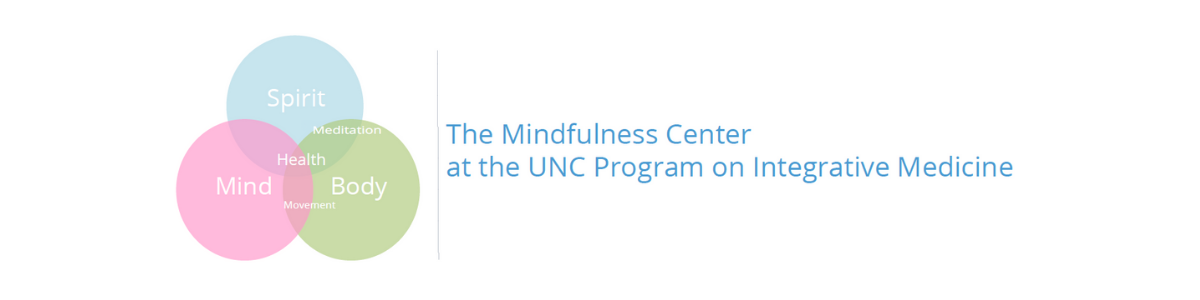 Spirit
Meditation
Health
Mind
Body
Movement
The Mindfulness Center
at the UNC Program on Integrative Medicine